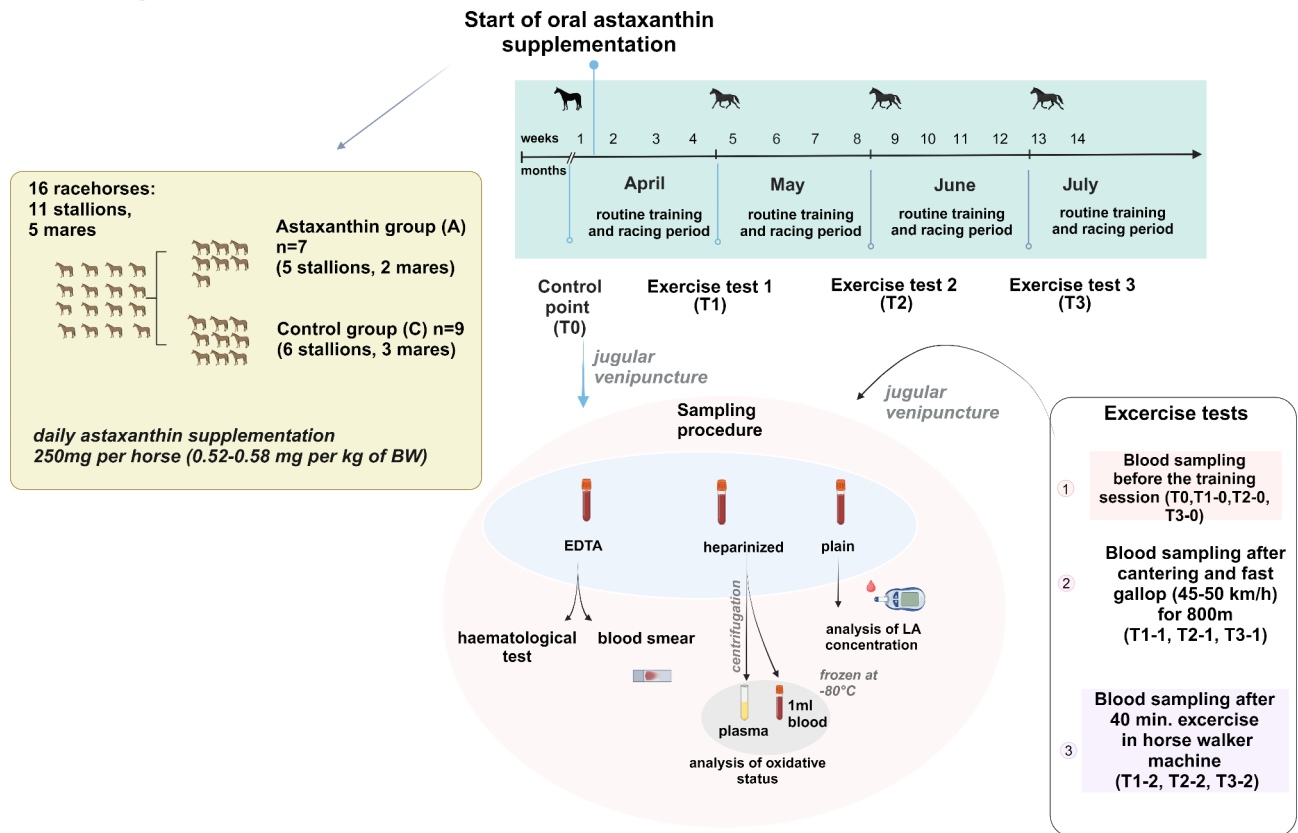 Start of oral astaxanthin
supplementation
weeks
1 2 3 4 5 6 7 8 9 10 11 12 13 14
months
April
routine training
and racing period
May
routine training
and racing period
June
routine training
and racing period
July
routine training
and racing period
16 racehorses:
11 stallions,
5 mares
Astaxanthin group (A)
n=7
(5 stallions, 2 mares)
Control group (C) n=9
(6 stallions, 3 mares)
daily astaxanthin supplementation
250mg per horse (0.52-0.58 mg per kg of BW)
Control
point
(T0)
Exercise test 1
(T1)
Exercise test 2
(T2)
Exercise test 3
(T3)
jugular
venipuncture
jugular
venipuncture
Sampling
procedure
EDTA
heparinized
plain
haematological
test
blood smear
centrifugation
analysis of LA
concentration
frozen at
-80°C
plasma
1ml
blood
analysis of oxidative
status
Excercise tests
1
Blood sampling
before the training
session (T0,T1-0,T2-0,
T3-0)
2
Blood sampling after
cantering and fast
gallop (45-50 km/h)
for 800m
(T1-1, T2-1, T3-1)
3
Blood sampling after
40 min. excercise
in horse walker
machine
(T1-2, T2-2, T3-2)